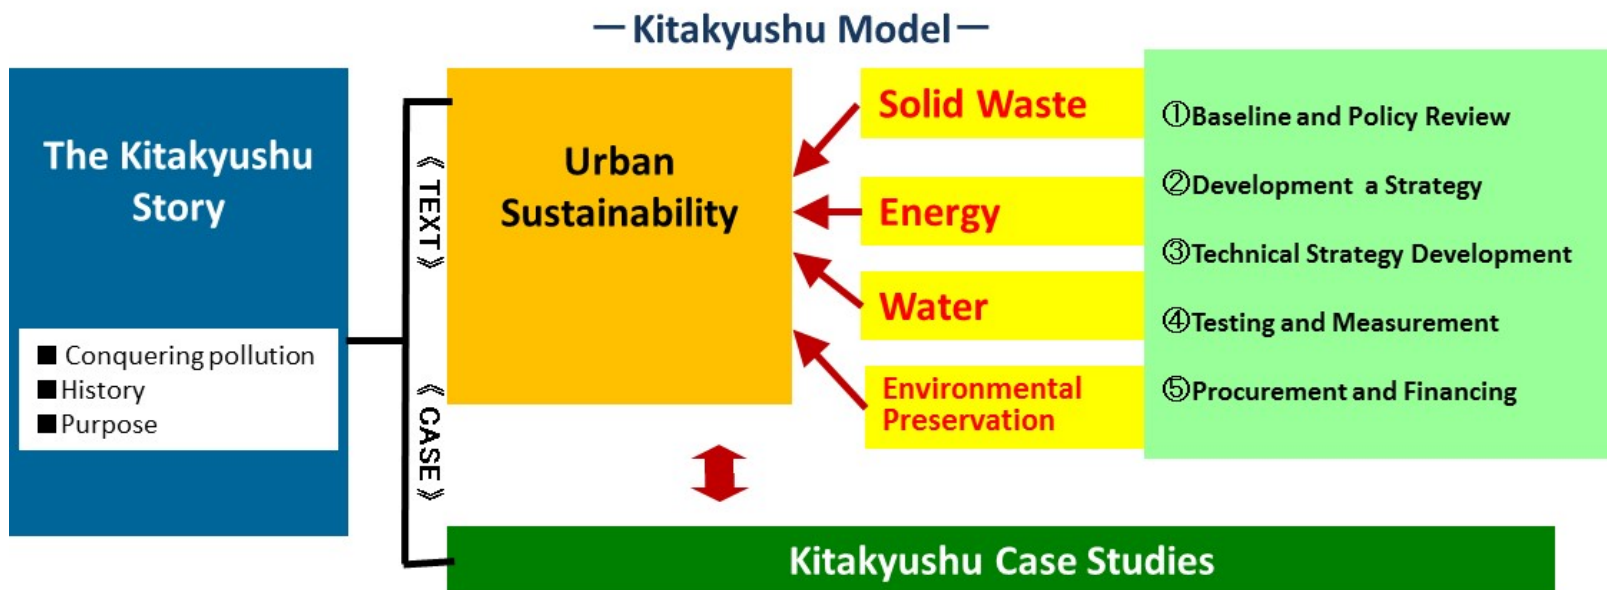 —Kitakyushu Model—
The Kitakyushu
Story
■ Conquering pollution
■ History
■ Purpose
《 TEXT 》
《 CASE 》
Urban
Sustainability
Solid Waste
Energy
Water
Environmental
Preservation
①Baseline and Policy Review
②Development a Strategy
③Technical Strategy Development
④Testing and Measurement
⑤Procurement and Financing
Kitakyushu Case Studies